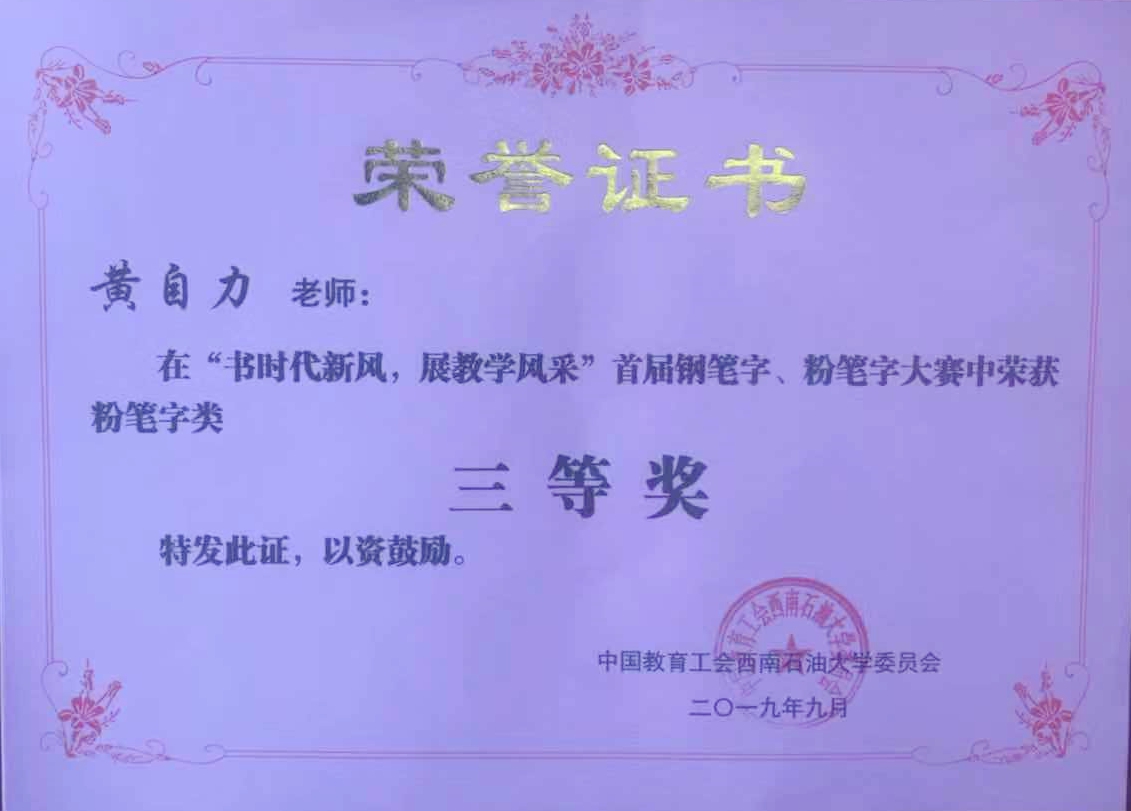 荣誉证书
黄自力 老师：
在“书时代新风，展教学风采”首届钢笔字、粉笔字大赛中荣获
粉笔字类
三等奖
特发此证，以资鼓励。
中国教育工会西南石油大学委员会
二〇一九年九月